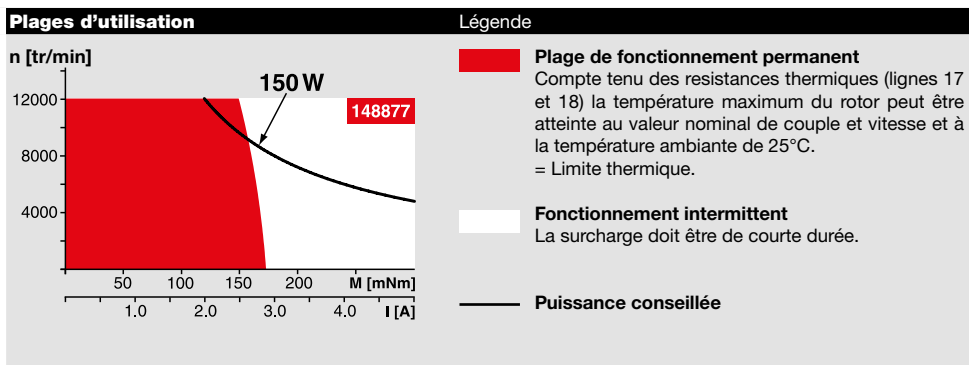 Plages d'utilisation
Légende
n [tr/min]
12000
8000
4000
150 W
148877
50 100 150 200 M [mNm]
1.0 2.0 3.0 4.0 I [A]
Plage de fonctionnement permanent
Compte tenu des resistances thermiques (lignes 17
et 18) la température maximum du rotor peut être
atteinte au valeur nominal de couple et vitesse et à
la température ambiante de 25°C.
= Limite thermique.
Fonctionnement intermittent
La surcharge doit être de courte durée.
Puissance conseillée